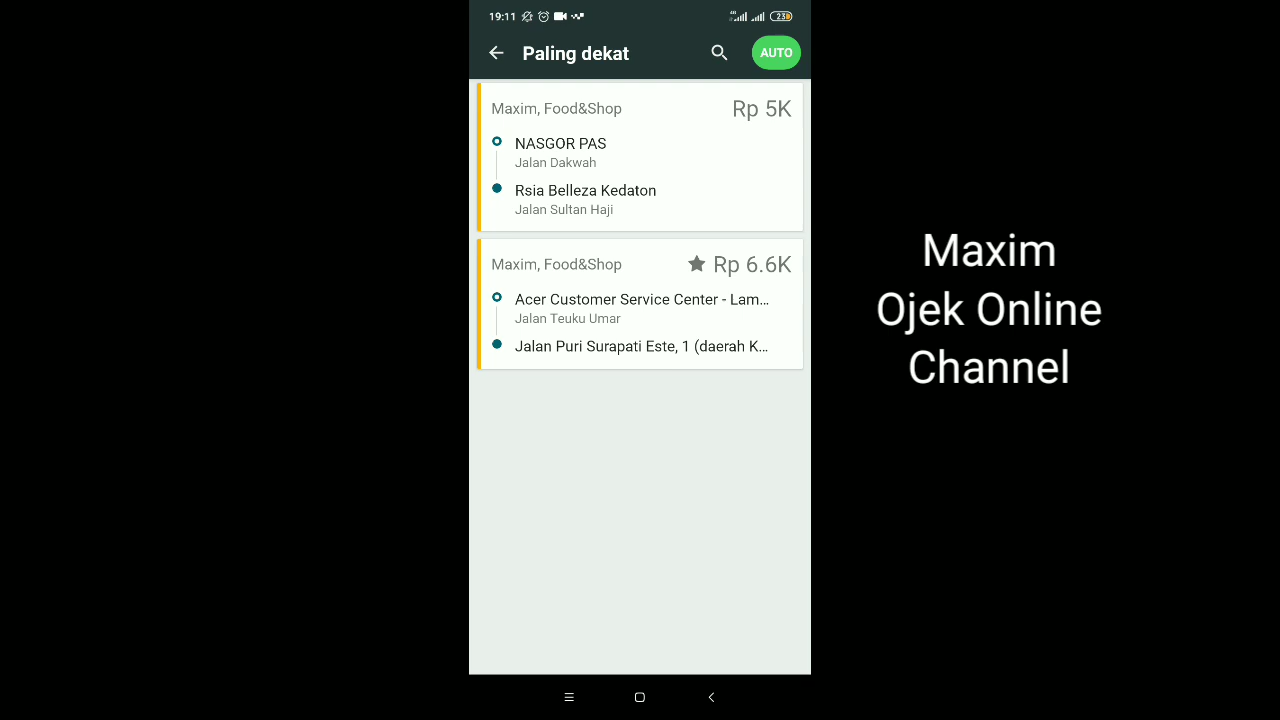 19:11
4G
23
Paling dekat
AUTO
Maxim, Food&Shop
Rp 5K
NASGOR PAS
Jalan Dakwah
Rsia Belleza Kedaton
Jalan Sultan Haji
Maxim, Food&Shop
Rp 6.6K
Acer Customer Service Center - Lam...
Jalan Teuku Umar
Jalan Puri Surapati Este, 1 (daerah K...
Maxim
Ojek Online
Channel